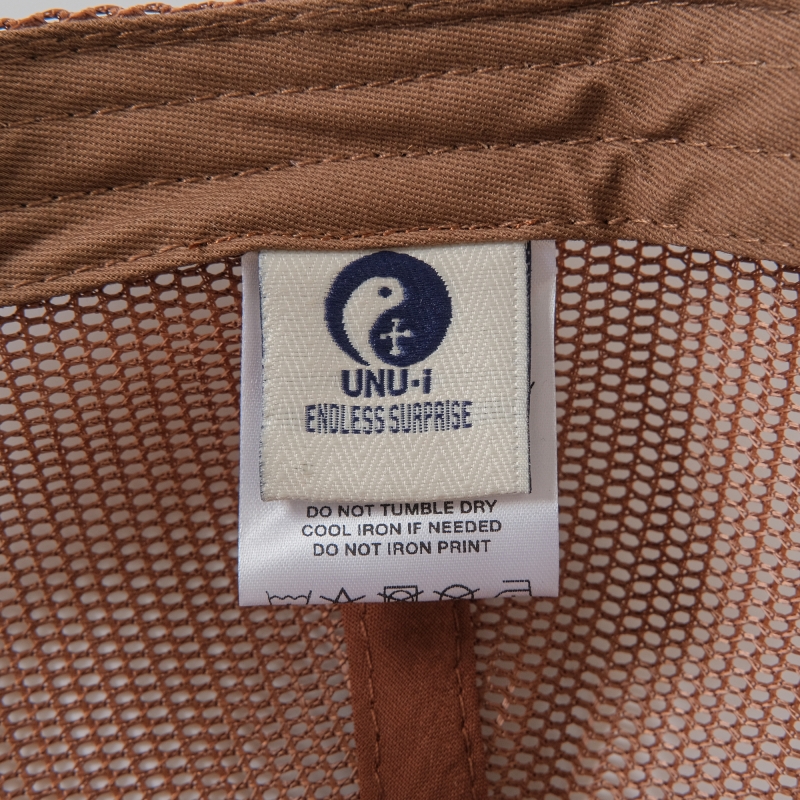 UNU-i
ENDLESS SURPRISE
DO NOT TUMBLE DRY
COOL IRON IF NEEDED
DO NOT IRON PRINT